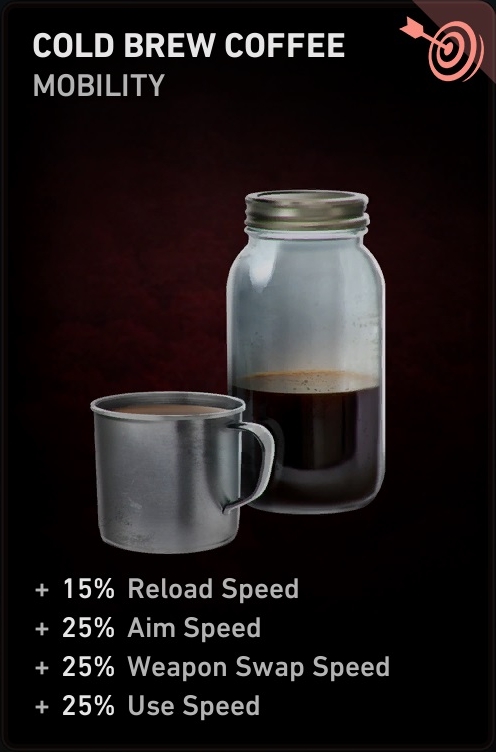 COLD BREW COFFEE
MOBILITY
+ 15% Reload Speed
+ 25% Aim Speed
+ 25% Weapon Swap Speed
+ 25% Use Speed